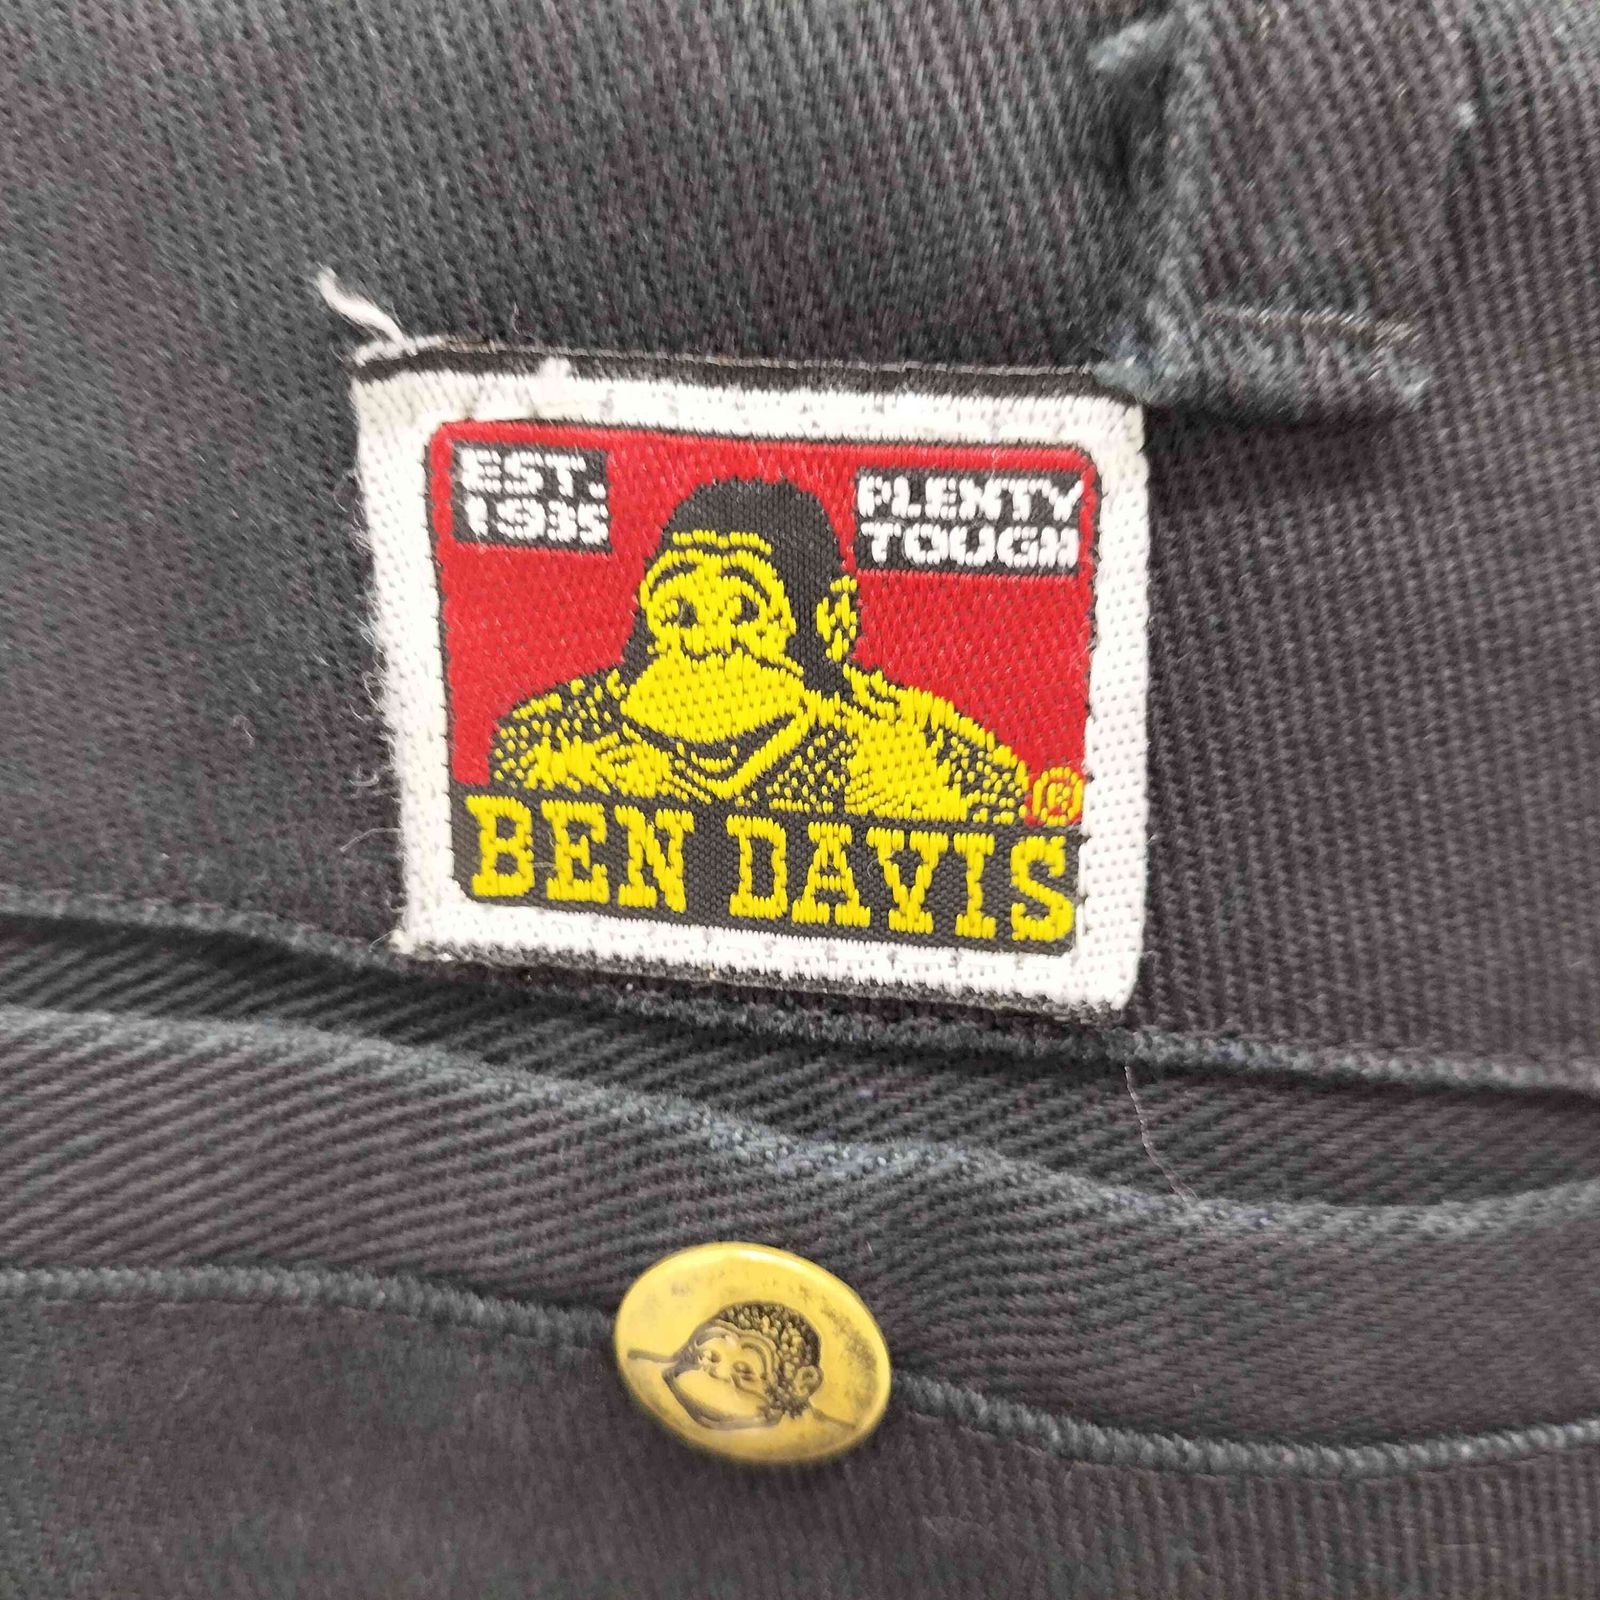 EST.
1935
PLENTY
TOUGH
BEN DAVIS
®